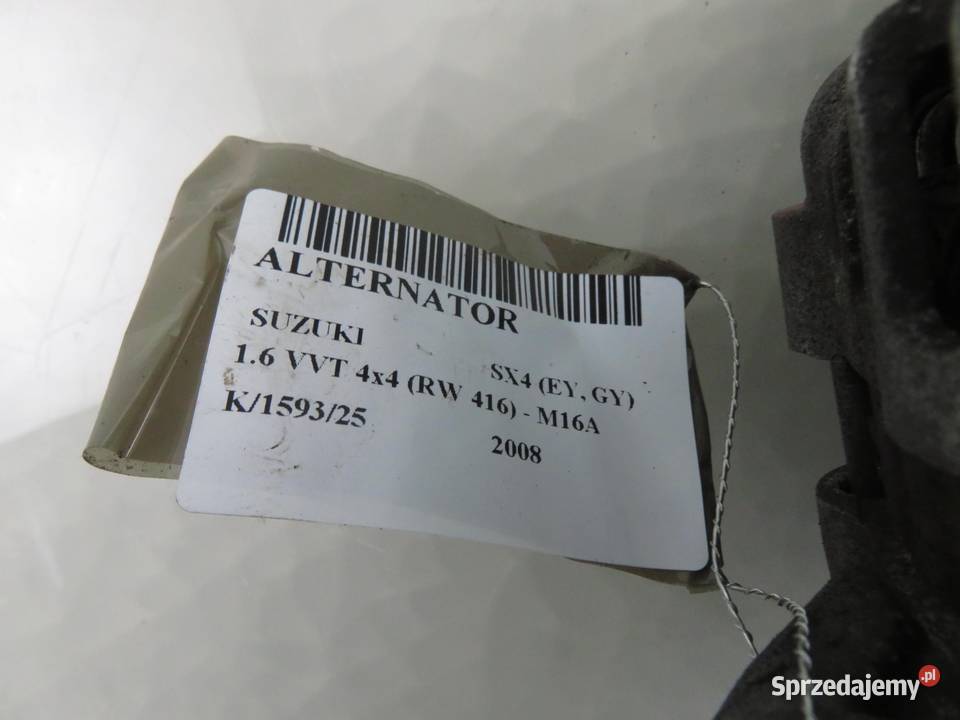 ALTERNATOR
SUZUKI SX4 (EY, GY)
1.6 VVT 4x4 (RW 416) - M16A
K/1593/25 2008
Sprzedajemy.pl